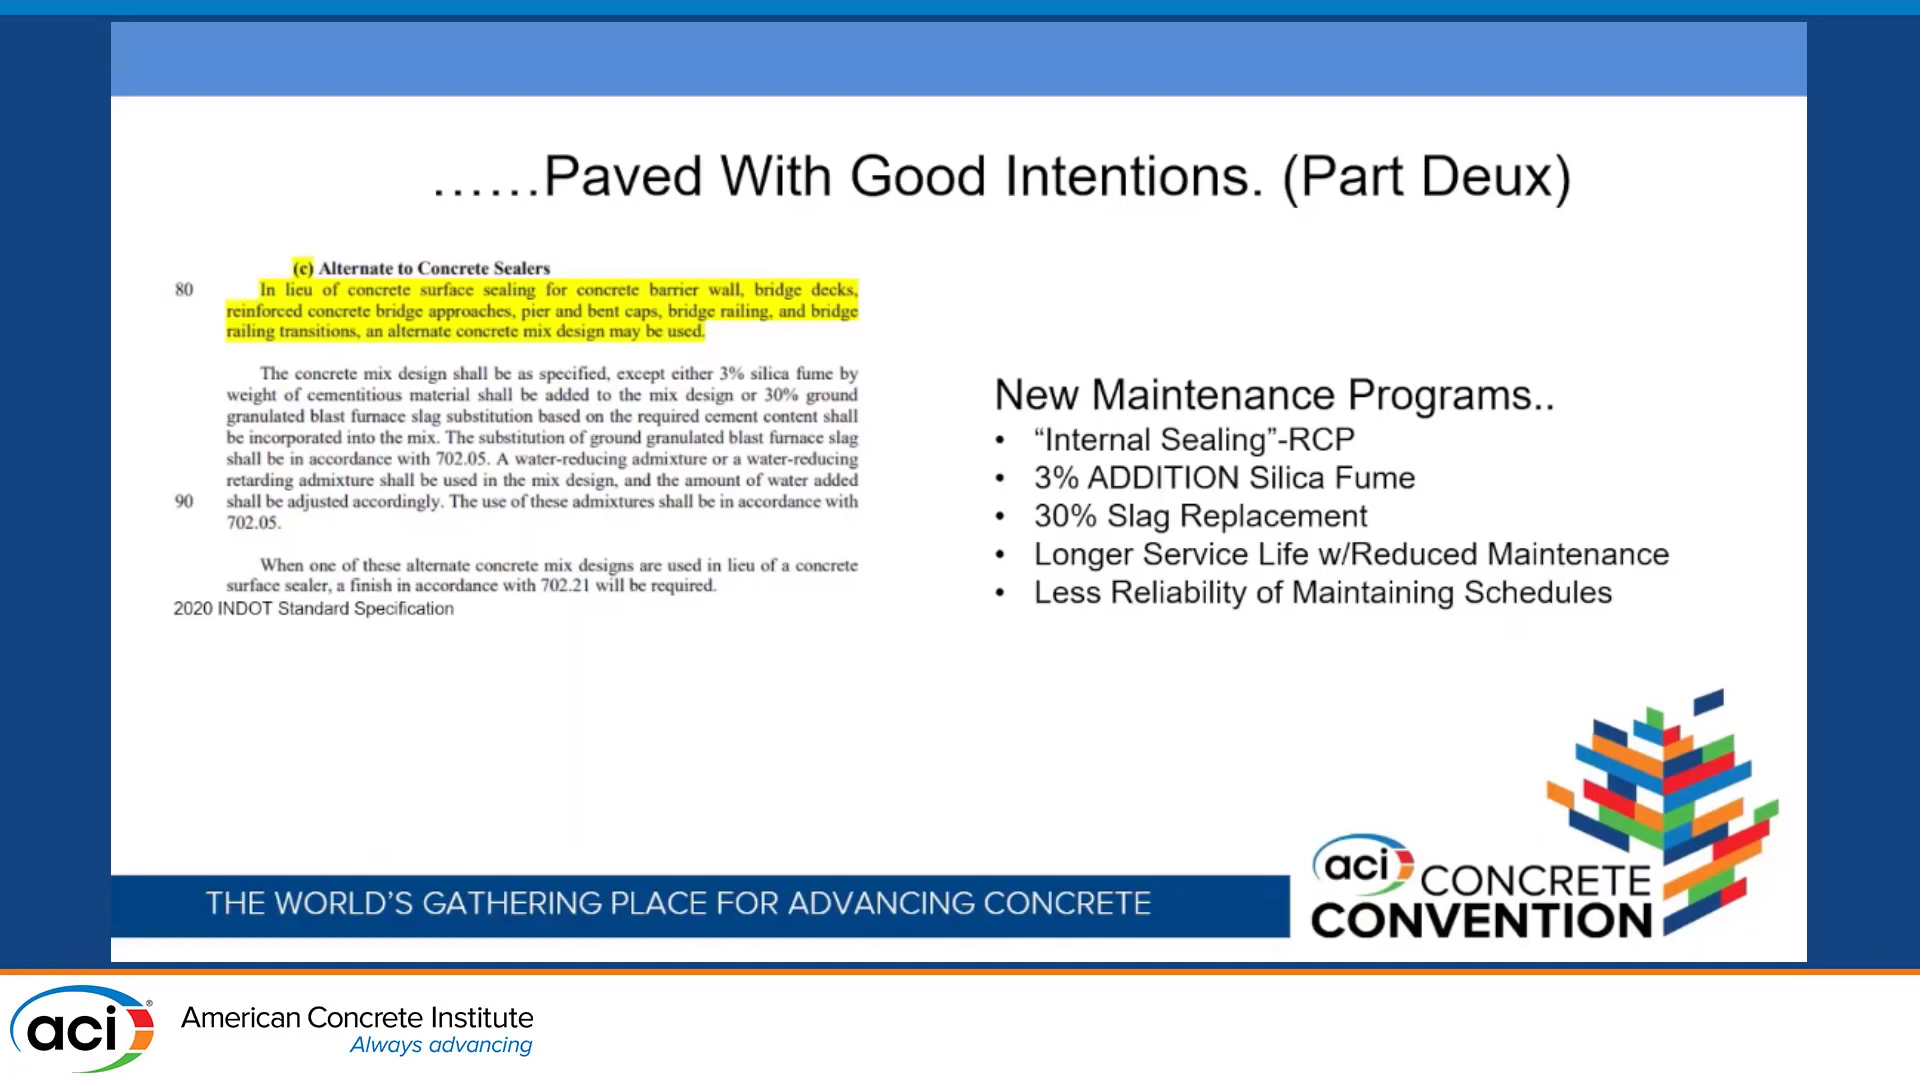 ……Paved With Good Intentions. (Part Deux)
(c) Alternate to Concrete Sealers
80 In lieu of concrete surface sealing for concrete barrier wall, bridge decks,
reinforced concrete bridge approaches, pier and bent caps, bridge railing, and bridge
railing transitions, an alternate concrete mix design may be used.
The concrete mix design shall be as specified, except either 3% silica fume by
weight of cementitious material shall be added to the mix design or 30% ground
granulated blast furnace slag substitution based on the required cement content shall
be incorporated into the mix. The substitution of ground granulated blast furnace slag
shall be in accordance with 702.05. A water-reducing admixture or a water-reducing
retarding admixture shall be used in the mix design, and the amount of water added
90 shall be adjusted accordingly. The use of these admixtures shall be in accordance with
702.05.
When one of these alternate concrete mix designs are used in lieu of a concrete
surface sealer, a finish in accordance with 702.21 will be required.
2020 INDOT Standard Specification
New Maintenance Programs..
• “Internal Sealing”-RCP
• 3% ADDITION Silica Fume
• 30% Slag Replacement
• Longer Service Life w/Reduced Maintenance
• Less Reliability of Maintaining Schedules
THE WORLD’S GATHERING PLACE FOR ADVANCING CONCRETE
aci CONCRETE
CONVENTION
aci®
American Concrete Institute
Always advancing